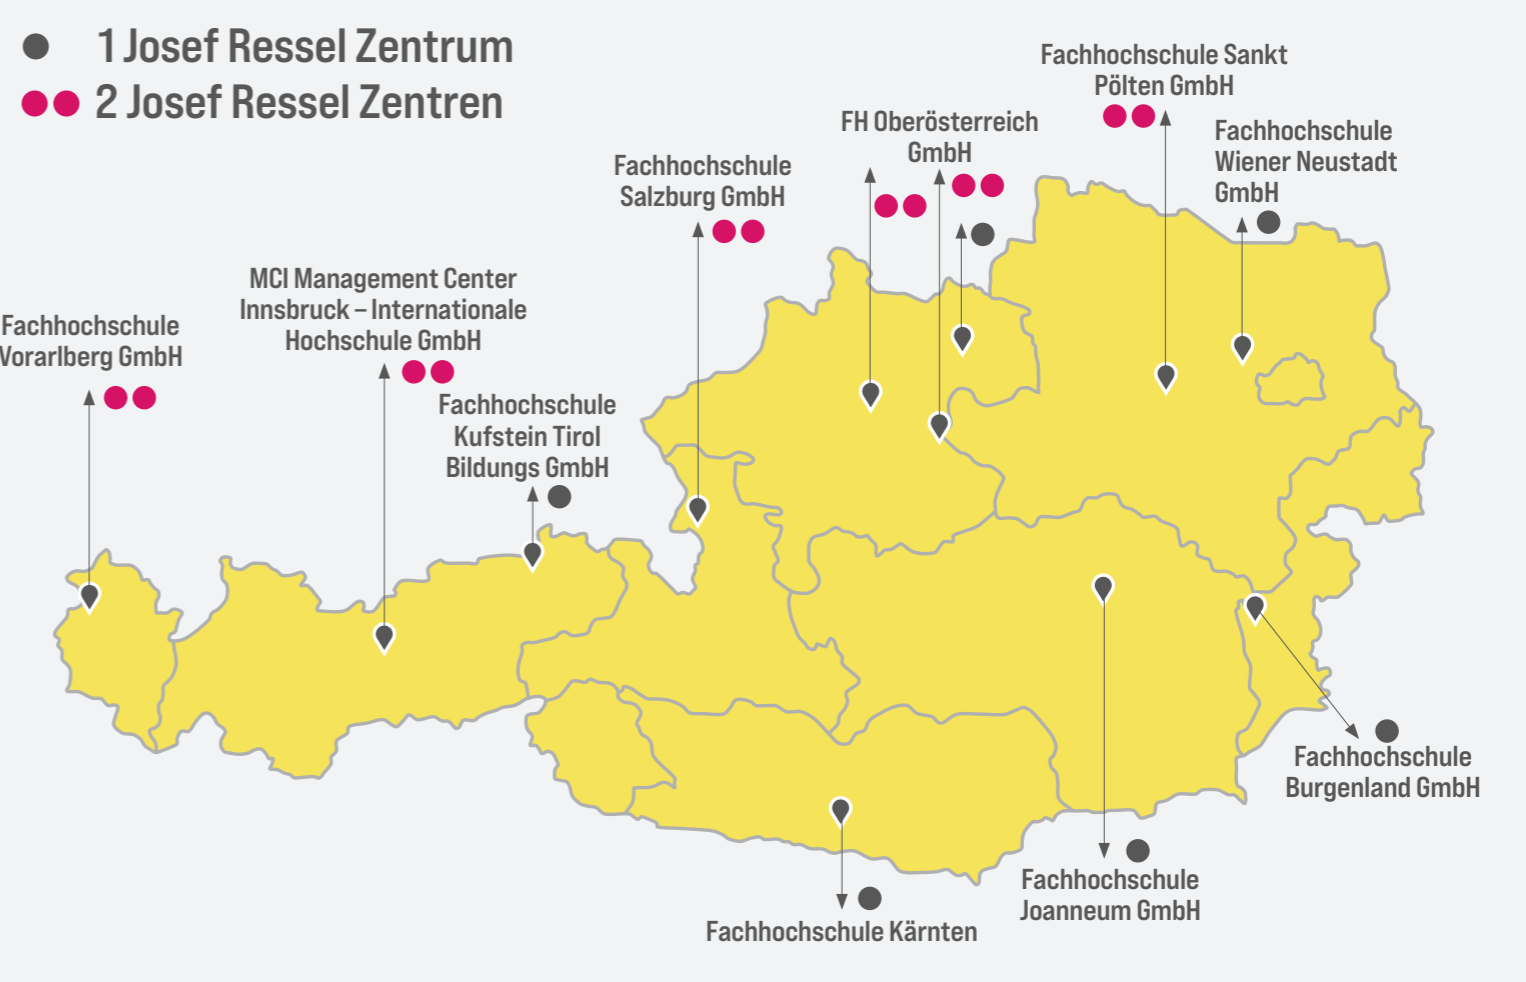 1 Josef Ressel Zentrum
2 Josef Ressel Zentren
Fachhochschule Sankt
Pölten GmbH
FH Oberösterreich
GmbH
Fachhochschule
Wiener Neustadt
GmbH
Fachhochschule
Salzburg GmbH
MCI Management Center
Innsbruck – Internationale
Hochschule GmbH
Fachhochschule
Vorarlberg GmbH
Fachhochschule
Kufstein Tirol
Bildungs GmbH
Fachhochschule
Burgenland GmbH
Fachhochschule
Joanneum GmbH
Fachhochschule Kärnten